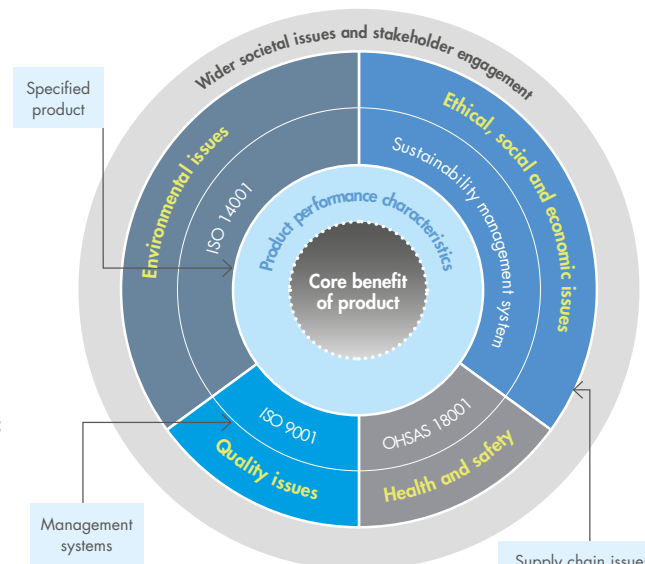 Wider societal issues and stakeholder engagement
Specified
product
Environmental issues
ISO 14001
Ethical, social and economic issues
Sustainability management system
Product performance characteristics
Core benefit
of product
ISO 9001
Quality issues
OHSAS 18001
Health and safety
:
Management
systems
Supply chain issues